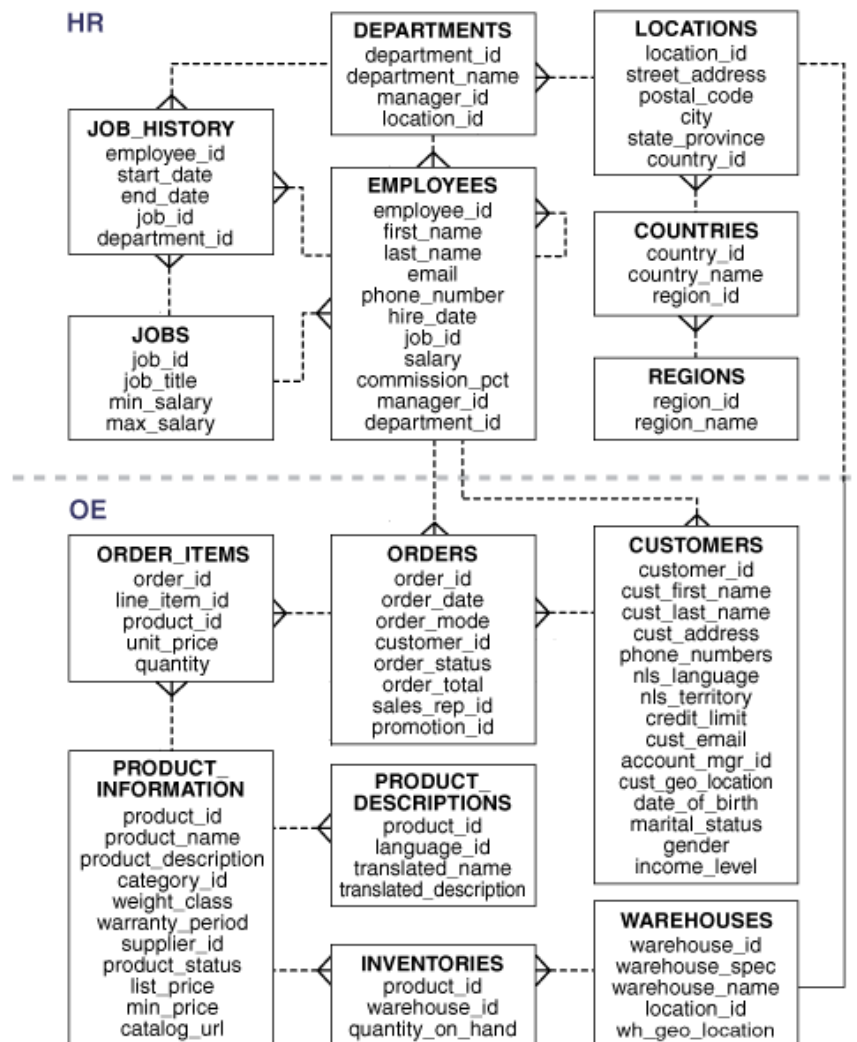 HR
DEPARTMENTS
department_id
department_name
manager_id
location_id
LOCATIONS
location_id
street_address
postal_code
city
state_province
country_id
JOB_HISTORY
employee_id
start_date
end_date
job_id
department_id
EMPLOYEES
employee_id
first_name
last_name
email
phone_number
hire_date
job_id
salary
commission_pct
manager_id
department_id
COUNTRIES
country_id
country_name
region_id
JOBS
job_id
job_title
min_salary
max_salary
REGIONS
region_id
region_name
OE
ORDER_ITEMS
order_id
line_item_id
product_id
unit_price
quantity
ORDERS
order_id
order_date
order_mode
customer_id
order_status
order_total
sales_rep_id
promotion_id
CUSTOMERS
customer_id
cust_first_name
cust_last_name
cust_address
phone_numbers
nls_language
nls_territory
credit_limit
cust_email
account_mgr_id
cust_geo_location
date_of_birth
marital_status
gender
income_level
PRODUCT_
INFORMATION
product_id
product_name
product_description
category_id
weight_class
warranty_period
supplier_id
product_status
list_price
min_price
catalog_url
PRODUCT_
DESCRIPTIONS
product_id
language_id
translated_name
translated_description
INVENTORIES
product_id
warehouse_id
quantity_on_hand
WAREHOUSES
warehouse_id
warehouse_spec
warehouse_name
location_id
wh_geo_location